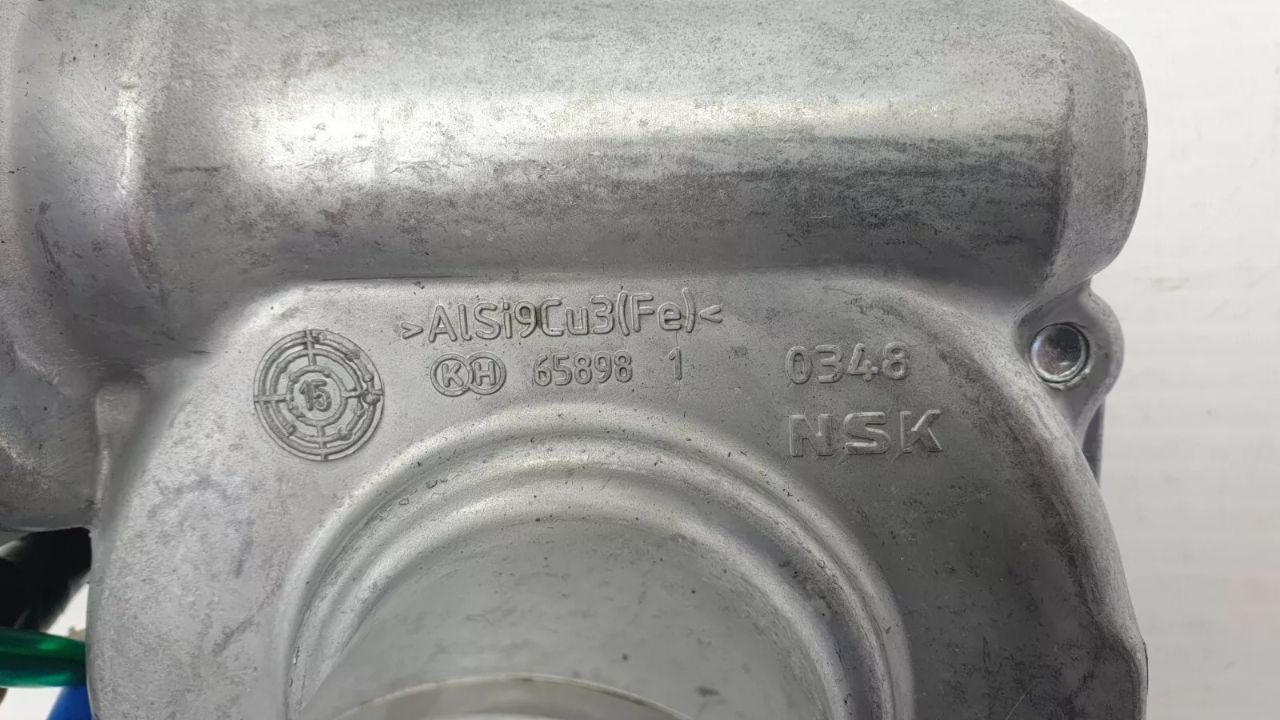 >AlSi9Cu3(Fe)<
KH 65898 1
0348
NSK
15